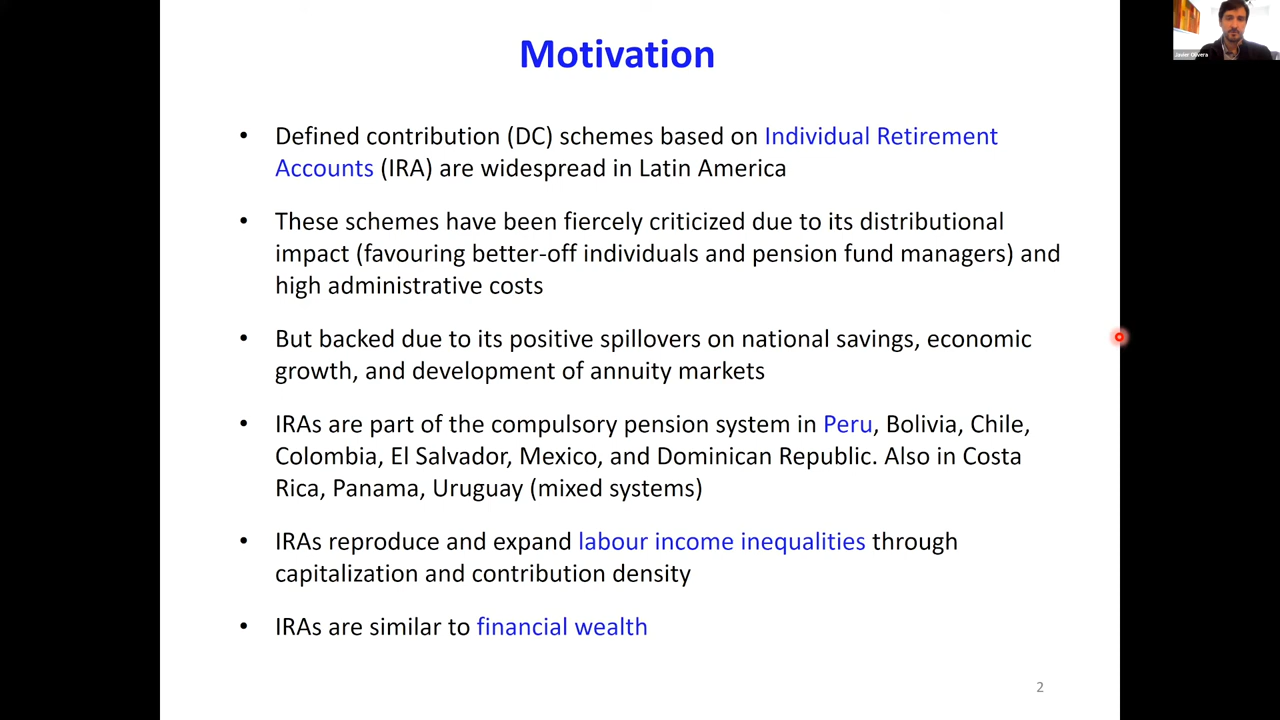 Motivation
Javier Olivera
• Defined contribution (DC) schemes based on Individual Retirement
Accounts (IRA) are widespread in Latin America
• These schemes have been fiercely criticized due to its distributional
impact (favouring better-off individuals and pension fund managers) and
high administrative costs
• But backed due to its positive spillovers on national savings, economic
growth, and development of annuity markets
• IRAs are part of the compulsory pension system in Peru, Bolivia, Chile,
Colombia, El Salvador, Mexico, and Dominican Republic. Also in Costa
Rica, Panama, Uruguay (mixed systems)
• IRAs reproduce and expand labour income inequalities through
capitalization and contribution density
• IRAs are similar to financial wealth
2